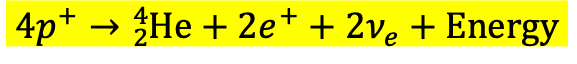 4p⁺ → ⁴₂He + 2e⁺ + 2νₑ + Energy